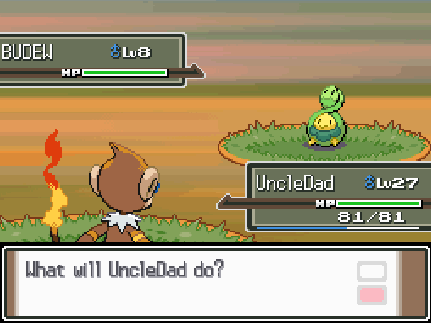 BUDEW ♂Lv8
HP
UncleDad ♂Lv27
HP
81/81
What will UncleDad do?